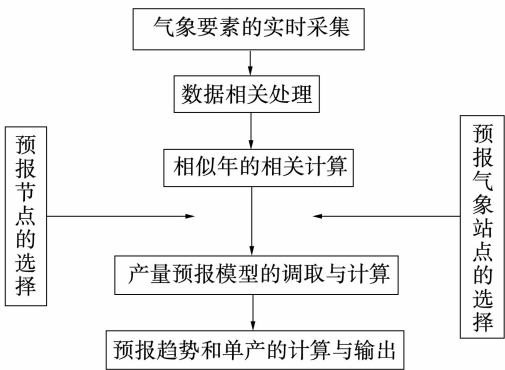 气象要素的实时采集
数据相关处理
相似年的相关计算
预报节点的选择
预报气象站点的选择
产量预报模型的调取与计算
预报趋势和单产的计算与输出